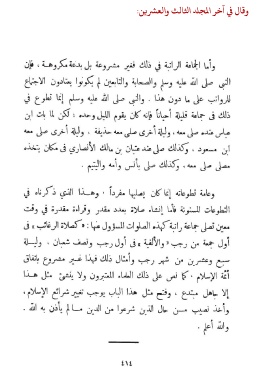 وقال في آخر المجلد الثالث والعشرين:
وأما الجماعة الراتبة في ذلك فغير مشروعة بل بدعة مكروهة، فإن
النبي صلى الله عليه وسلم والصحابة والتابعين لم يكونوا يعتادون الاجتماع
للرواتب على ما دون هذا. والنبي صلى الله عليه وسلم إنما تطوع في
ذلك في جماعة قليلة أحياناً فإنه كان يقوم الليل وحده؛ لكن لما بات ابن
عباس عنده صلى معه، وليلة أخرى صلى معه حذيفة، وليلة أخرى صلى معه
ابن مسعود، وكذلك صلى عند عتبان بن مالك الأنصاري في مكان يتخذه
مصلى صلى معه، وكذلك صلى بأنس وأمه واليتيم.
وعامة تطوعاته إنما كان يصليها مفرداً، وهذا الذي ذكرناه في
التطوعات المسنونة فأما إنشاء صلاة بعدد مقدر وقراءة مقدرة في وقت
معين تصلى جماعة راتبة كهذه الصلوات المسؤول عنها: «كصلاة الرغائب» في
أول جمعة من رجب «والألفية» في أول رجب ونصف شعبان. وليلة
سبع وعشرين من شهر رجب وأمثال ذلك فهذا غير مشروع باتفاق
أئمة الإسلام، كما نص على ذلك العلماء المعتبرون ولا ينشئ مثل هذا
إلا جاهل مبتدع، وفتح مثل هذا الباب يوجب تغيير شرائع الإسلام،
وأخذ نصيب من حال الذين شرعوا من الدين ما لم يأذن به الله.
والله أعلم.
٤١٤